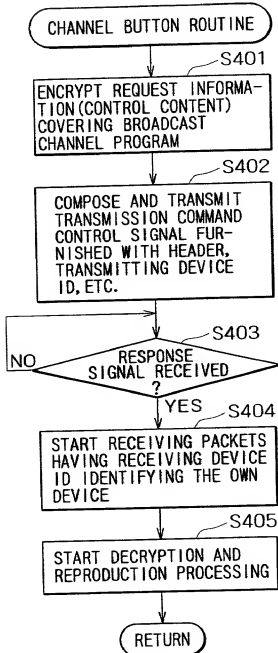 CHANNEL BUTTON ROUTINE
S401
ENCRYPT REQUEST INFORMA-
TION(CONTROL CONTENT)
COVERING BROADCAST
CHANNEL PROGRAM
S402
COMPOSE AND TRANSMIT
TRANSMISSION COMMAND
CONTROL SIGNAL FUR-
NISHED WITH HEADER,
TRANSMITTING DEVICE
ID, ETC.
S403
NO
RESPONSE
SIGNAL RECEIVED
?
YES
S404
START RECEIVING PACKETS
HAVING RECEIVING DEVICE
ID IDENTIFYING THE OWN
DEVICE
S405
START DECRYPTION AND
REPRODUCTION PROCESSING
RETURN